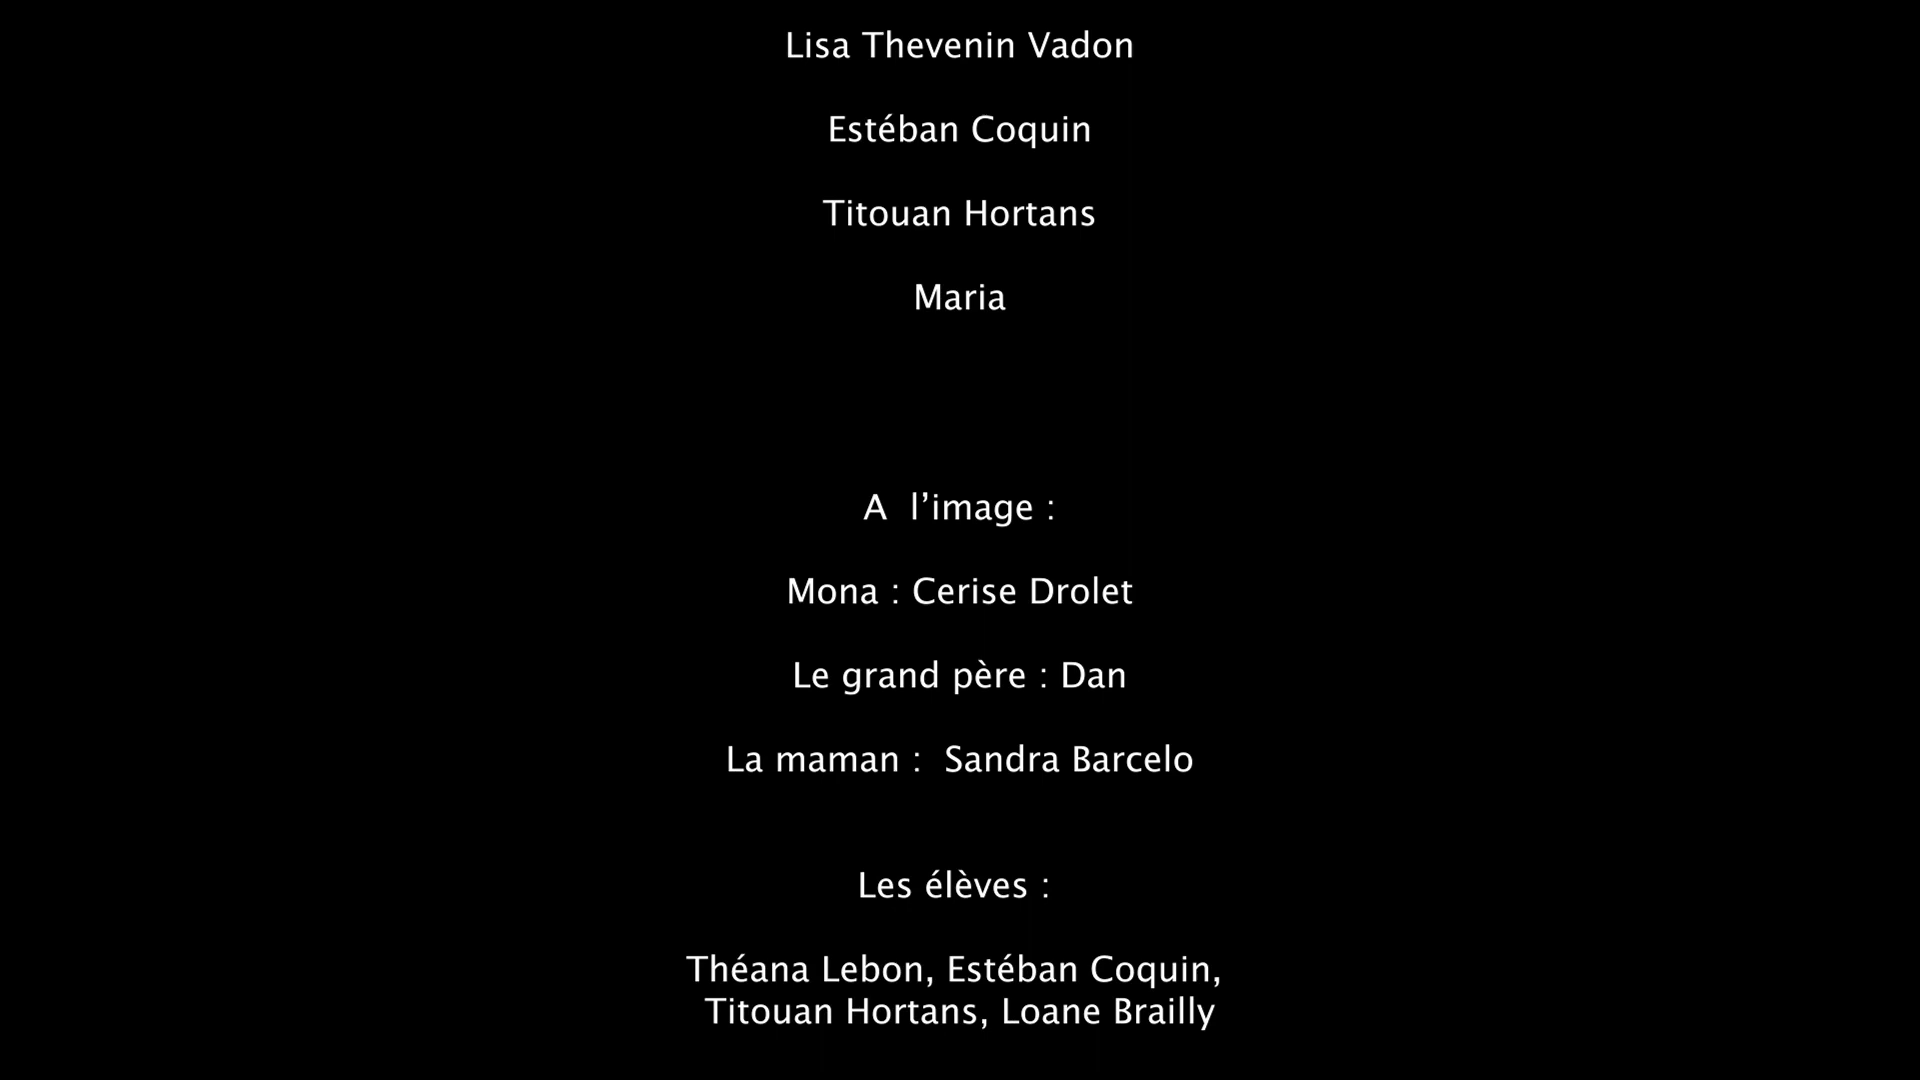 Lisa Thevenin Vadon
Estéban Coquin
Titouan Hortans
Maria
A  l’image :
Mona : Cerise Drolet
Le grand père : Dan
La maman :  Sandra Barcelo
Les élèves :
Théana Lebon, Estéban Coquin,
Titouan Hortans, Loane Brailly